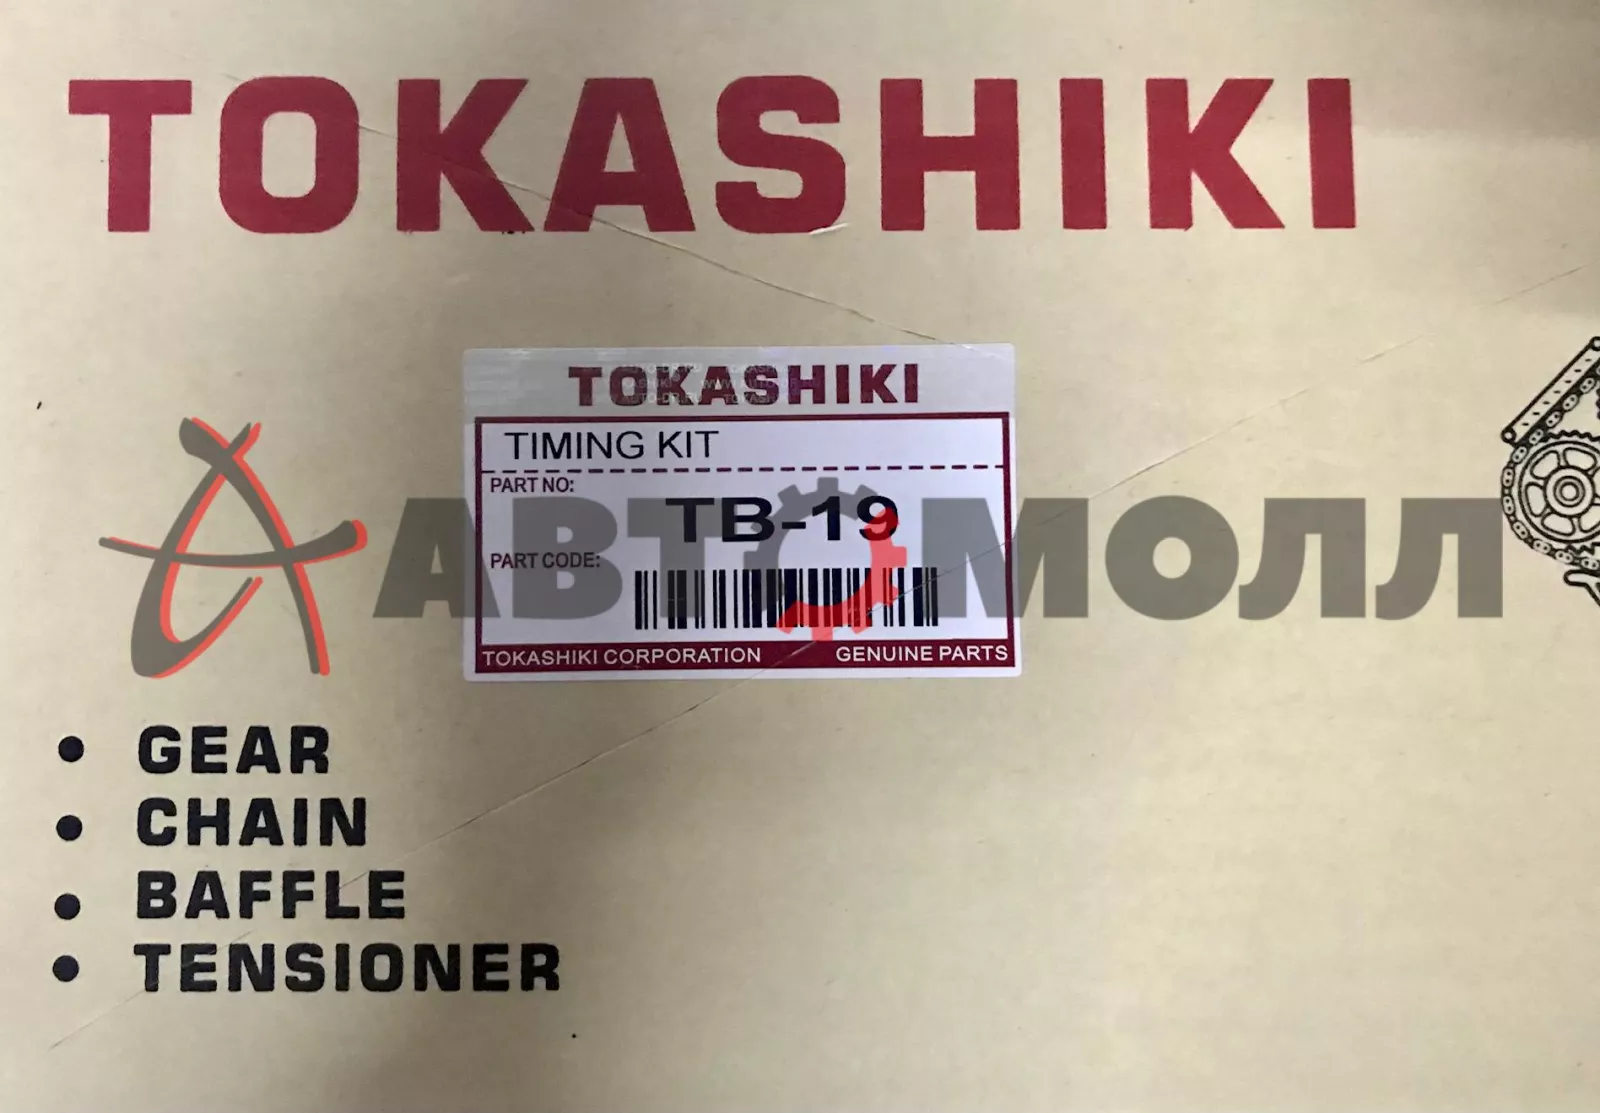 TOKASHIKI
TOKASHIKI
TIMING KIT
PART NO:
TB-19
PART CODE:
TOKASHIKI CORPORATION GENUINE PARTS
АВТОМОЛЛ
• GEAR
• CHAIN
• BAFFLE
• TENSIONER